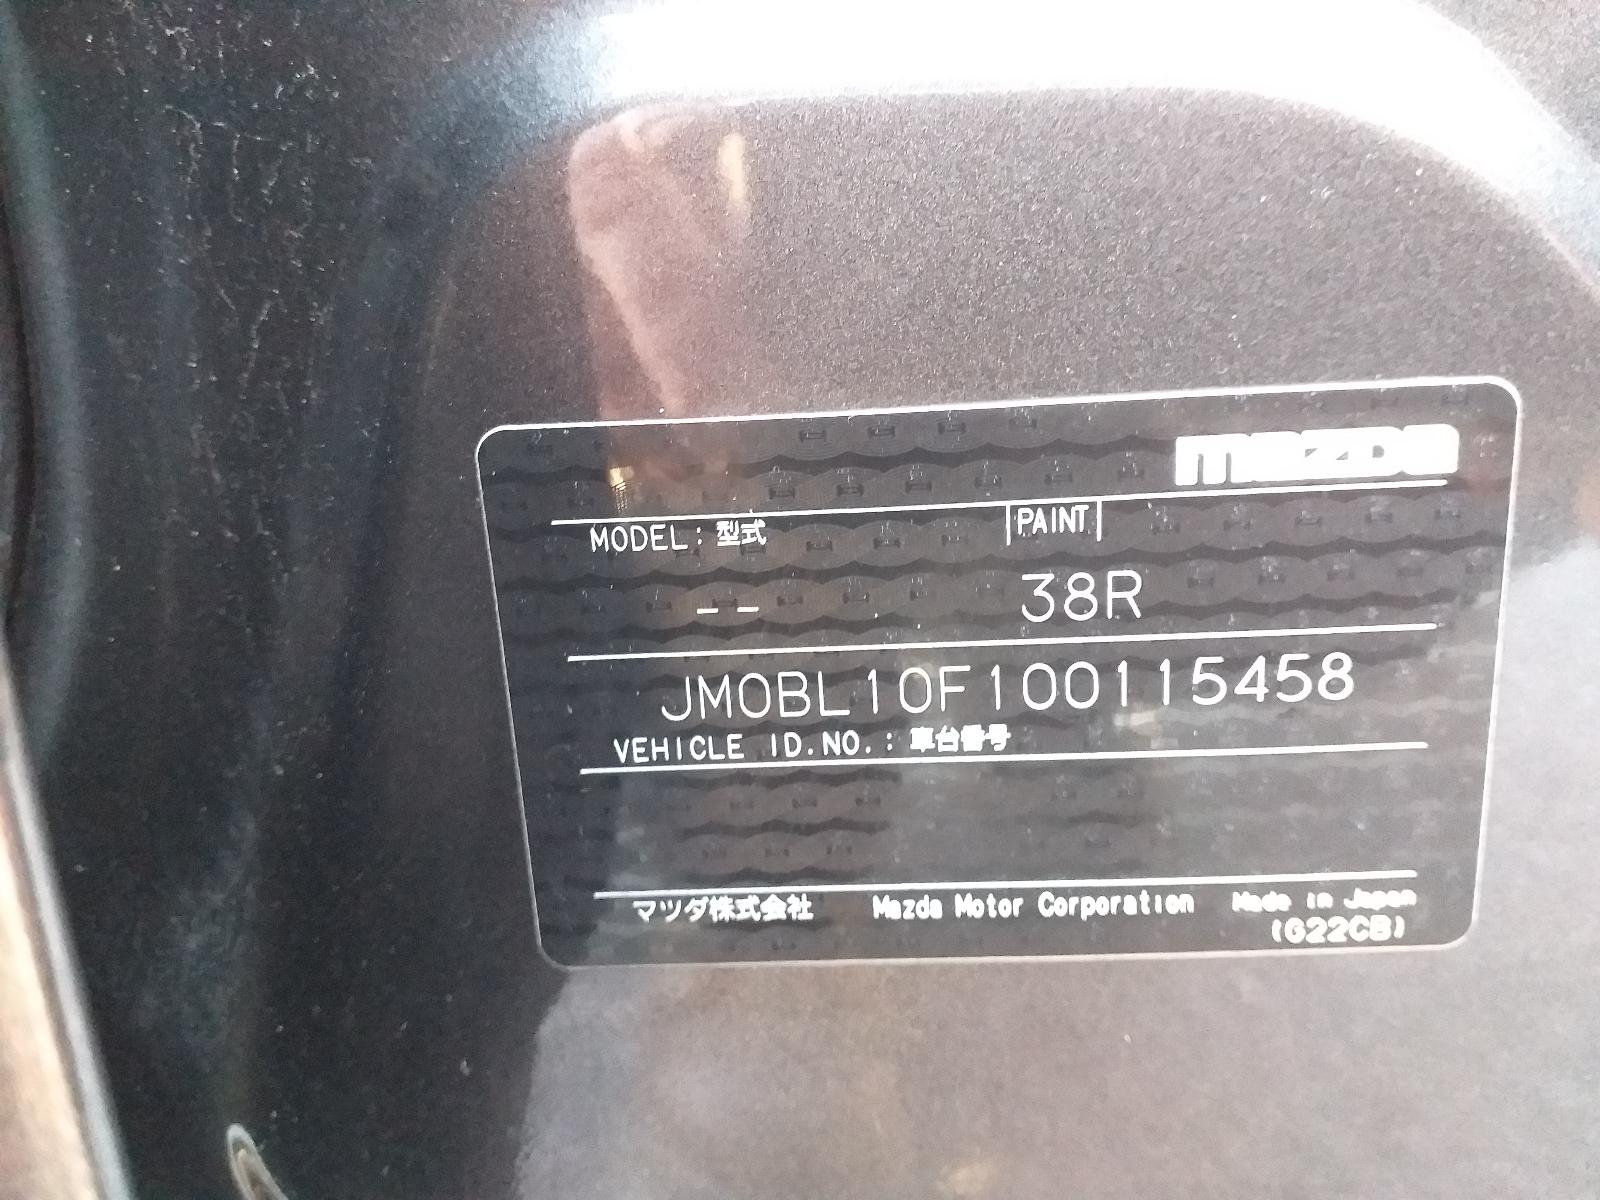 mazda
MODEL: 型式 PAINT
-- 38R
JM0BL10F100115458
VEHICLE ID.NO.: 車台番号
マツダ株式会社 Mazda Motor Corporation Made in Japan
(G22CB)